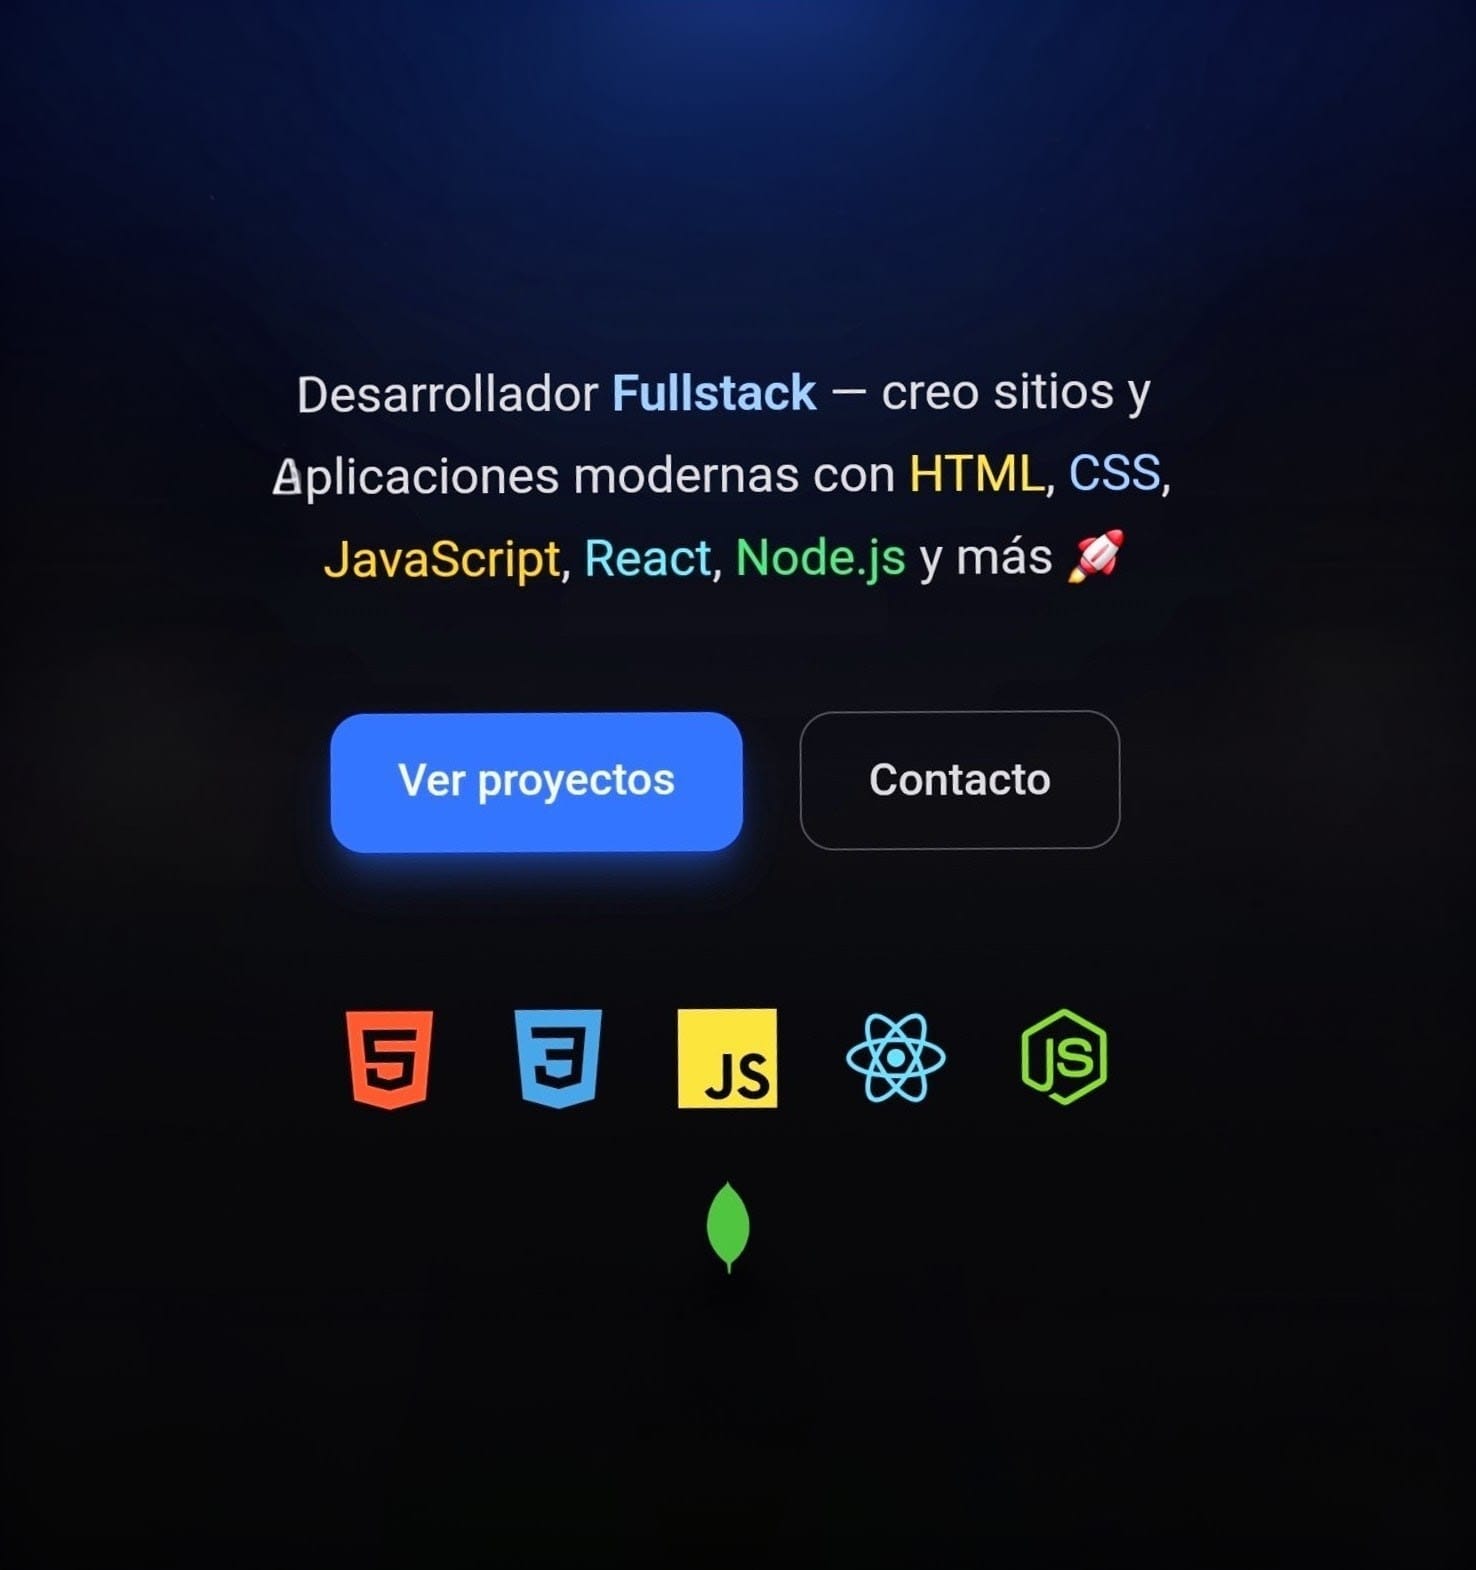 Desarrollador Fullstack — creo sitios y
Aplicaciones modernas con HTML, CSS,
JavaScript, React, Node.js y más 🚀
Ver proyectos
Contacto
5
3
JS
JS